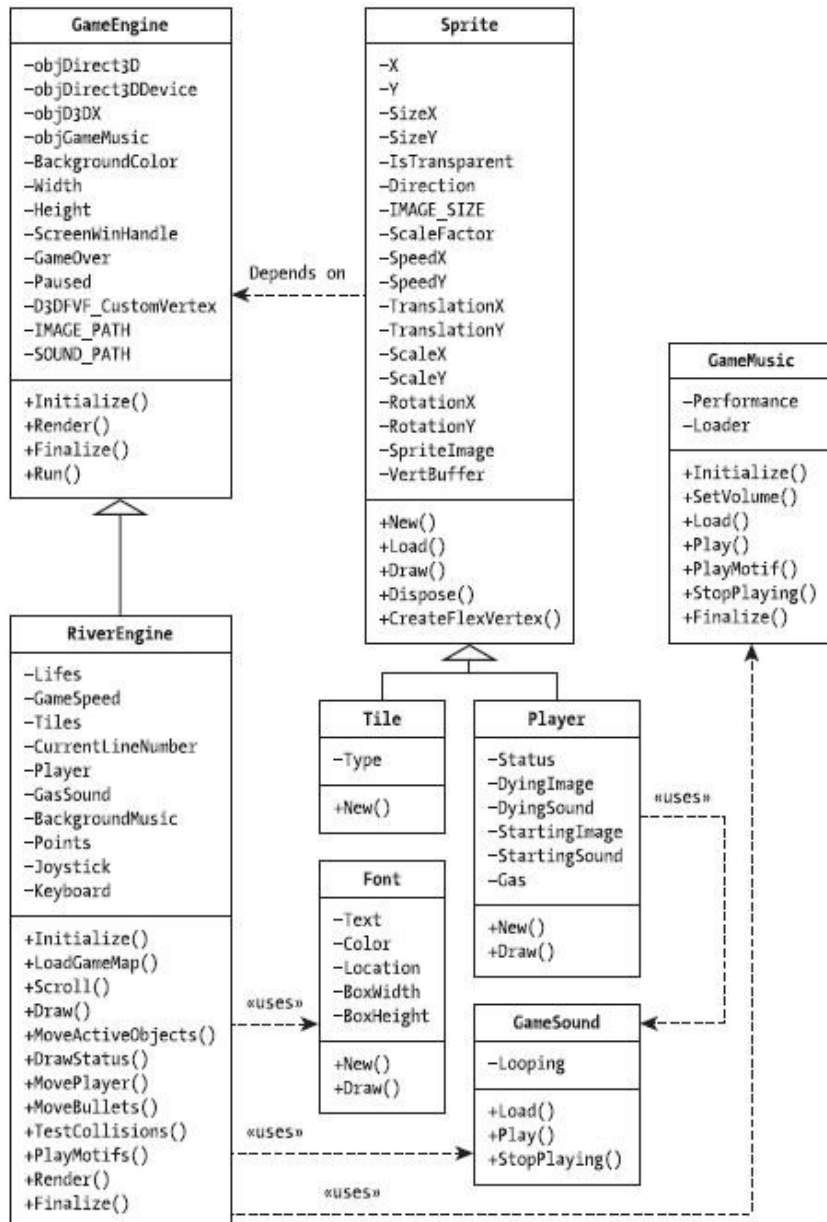 GameEngine
-objDirect3D
-objDirect3DDevice
-objD3DX
-objGameMusic
-BackgroundColor
-Width
-Height
-ScreenWinHandle
-GameOver
-Paused
-D3DFVF_CustomVertex
-IMAGE_PATH
-SOUND_PATH
+Initialize()
+Render()
+Finalize()
+Run()
Depends on
Sprite
-X
-Y
-SizeX
-SizeY
-IsTransparent
-Direction
-IMAGE_SIZE
-ScaleFactor
-SpeedX
-SpeedY
-TranslationX
-TranslationY
-ScaleX
-ScaleY
-RotationX
-RotationY
-SpriteImage
-VertBuffer
+New()
+Load()
+Draw()
+Dispose()
+CreateFlexVertex()
GameMusic
-Performance
-Loader
+Initialize()
+SetVolume()
+Load()
+Play()
+PlayMotif()
+StopPlaying()
+Finalize()
RiverEngine
-Lifes
-GameSpeed
-Tiles
-CurrentLineNumber
-Player
-GasSound
-BackgroundMusic
-Points
-Joystick
-Keyboard
+Initialize()
+LoadGameMap()
+Scroll()
+Draw()
+MoveActiveObjects()
+DrawStatus()
+MovePlayer()
+MoveBullets()
+TestCollisions()
+PlayMotifs()
+Render()
+Finalize()
Tile
-Type
+New()
Player
-Status
-DyingImage
-DyingSound
-StartingImage
-StartingSound
-Gas
+New()
+Draw()
«uses»
Font
-Text
-Color
-Location
-BoxWidth
-BoxHeight
+New()
+Draw()
«uses»
GameSound
-Looping
+Load()
+Play()
+StopPlaying()
«uses»
«uses»